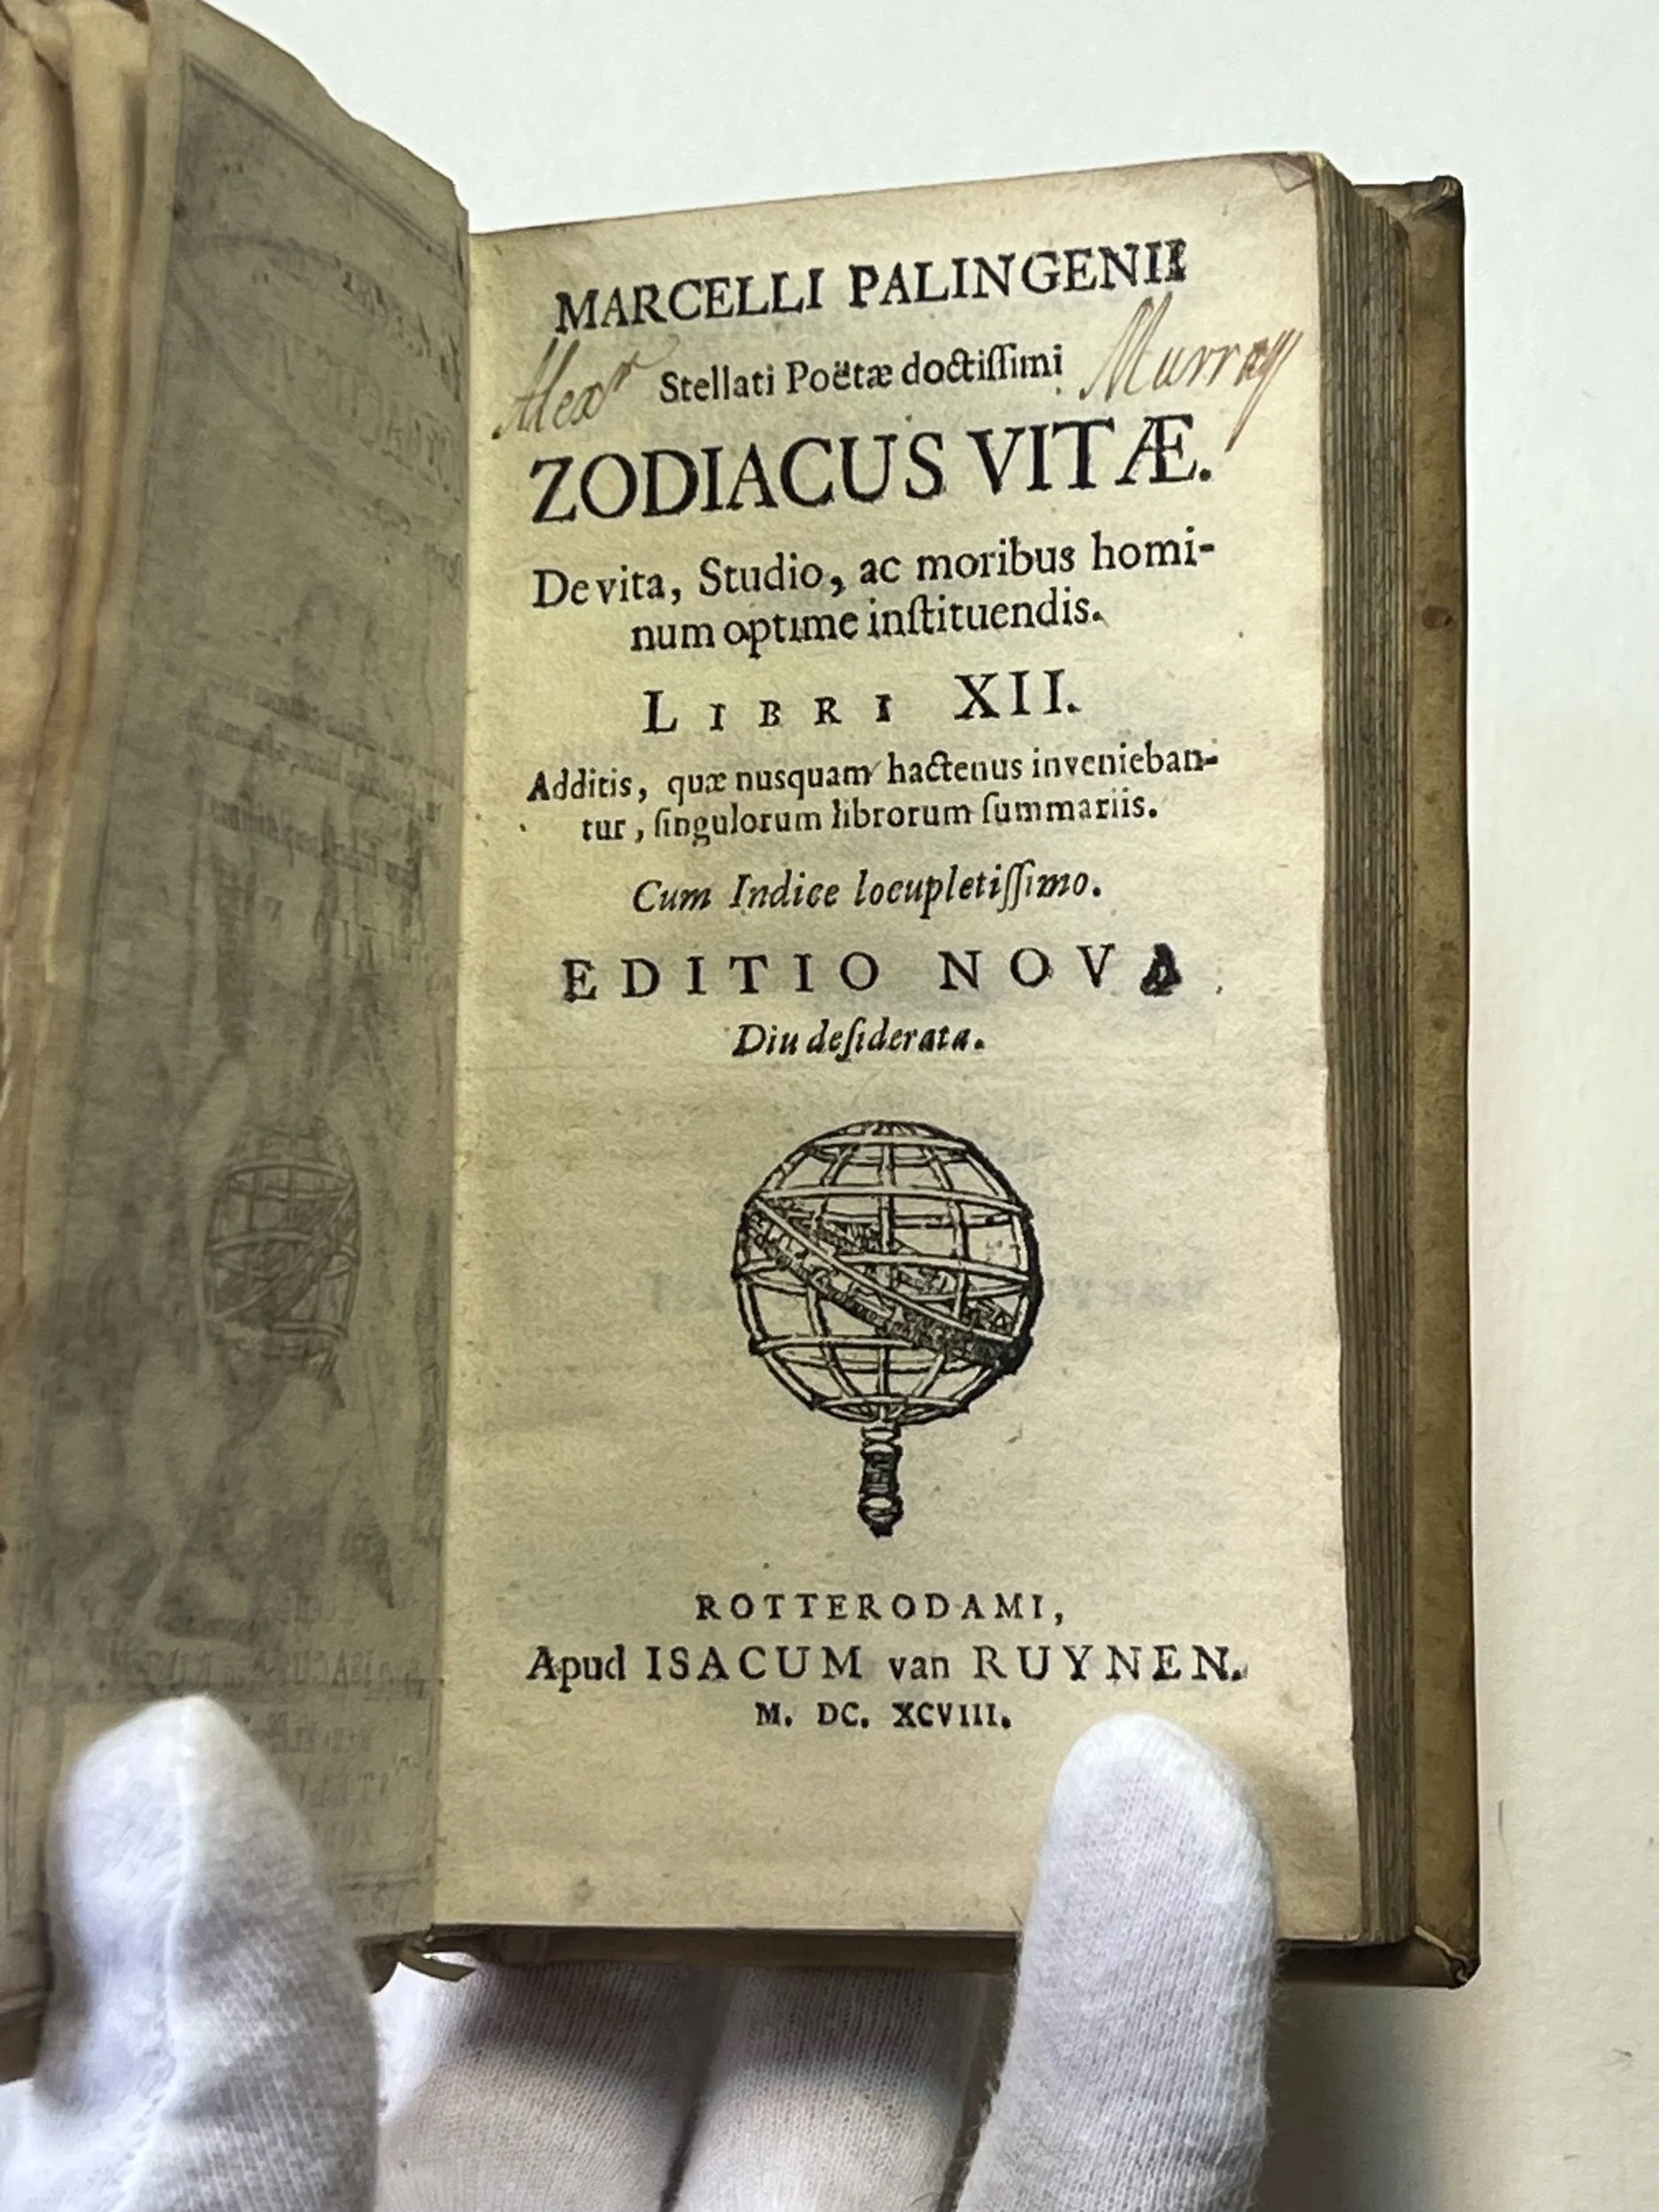 MARCELLI PALINGENII
Alexr Stellati Poëtæ doctiſſimi Murray
ZODIACUS VITÆ.
De vita, Studio, ac moribus homi-
num optime inſtituendis.
LIBRI XII.
Additis, quæ nusquam hactenus invenieban-
tur, ſingulorum librorum ſummariis.
Cum Indice locupletiſſimo.
EDITIO NOVA
Diu deſiderata.
ROTTERODAMI,
Apud ISACUM van RUYNEN.
M. DC. XCVIII.